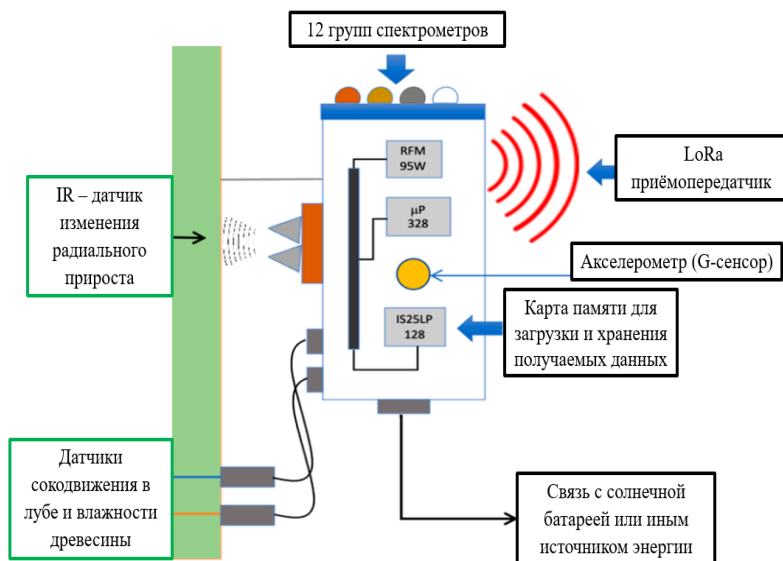 12 групп спектрометров
RFM
95W
LoRa
приёмопередатчик
IR – датчик
изменения
радиального
прироста
µP
328
Акселерометр (G-сенсор)
IS25LP
128
Карта памяти для
загрузки и хранения
получаемых данных
Датчики
сокодвижения в
лубе и влажности
древесины
Связь с солнечной
батареей или иным
источником энергии